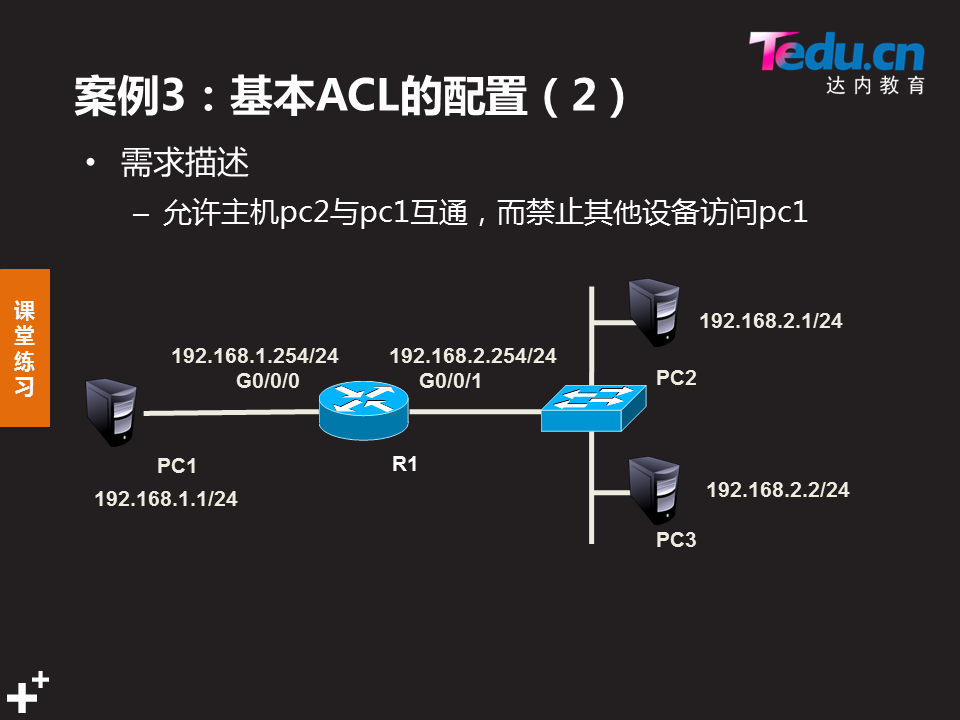 Tedu.cn
达内教育
案例3：基本ACL的配置（2）
• 需求描述
– 允许主机pc2与pc1互通，而禁止其他设备访问pc1
课堂练习
192.168.2.1/24
192.168.1.254/24
192.168.2.254/24
G0/0/0
G0/0/1
PC2
PC1
R1
192.168.1.1/24
192.168.2.2/24
PC3